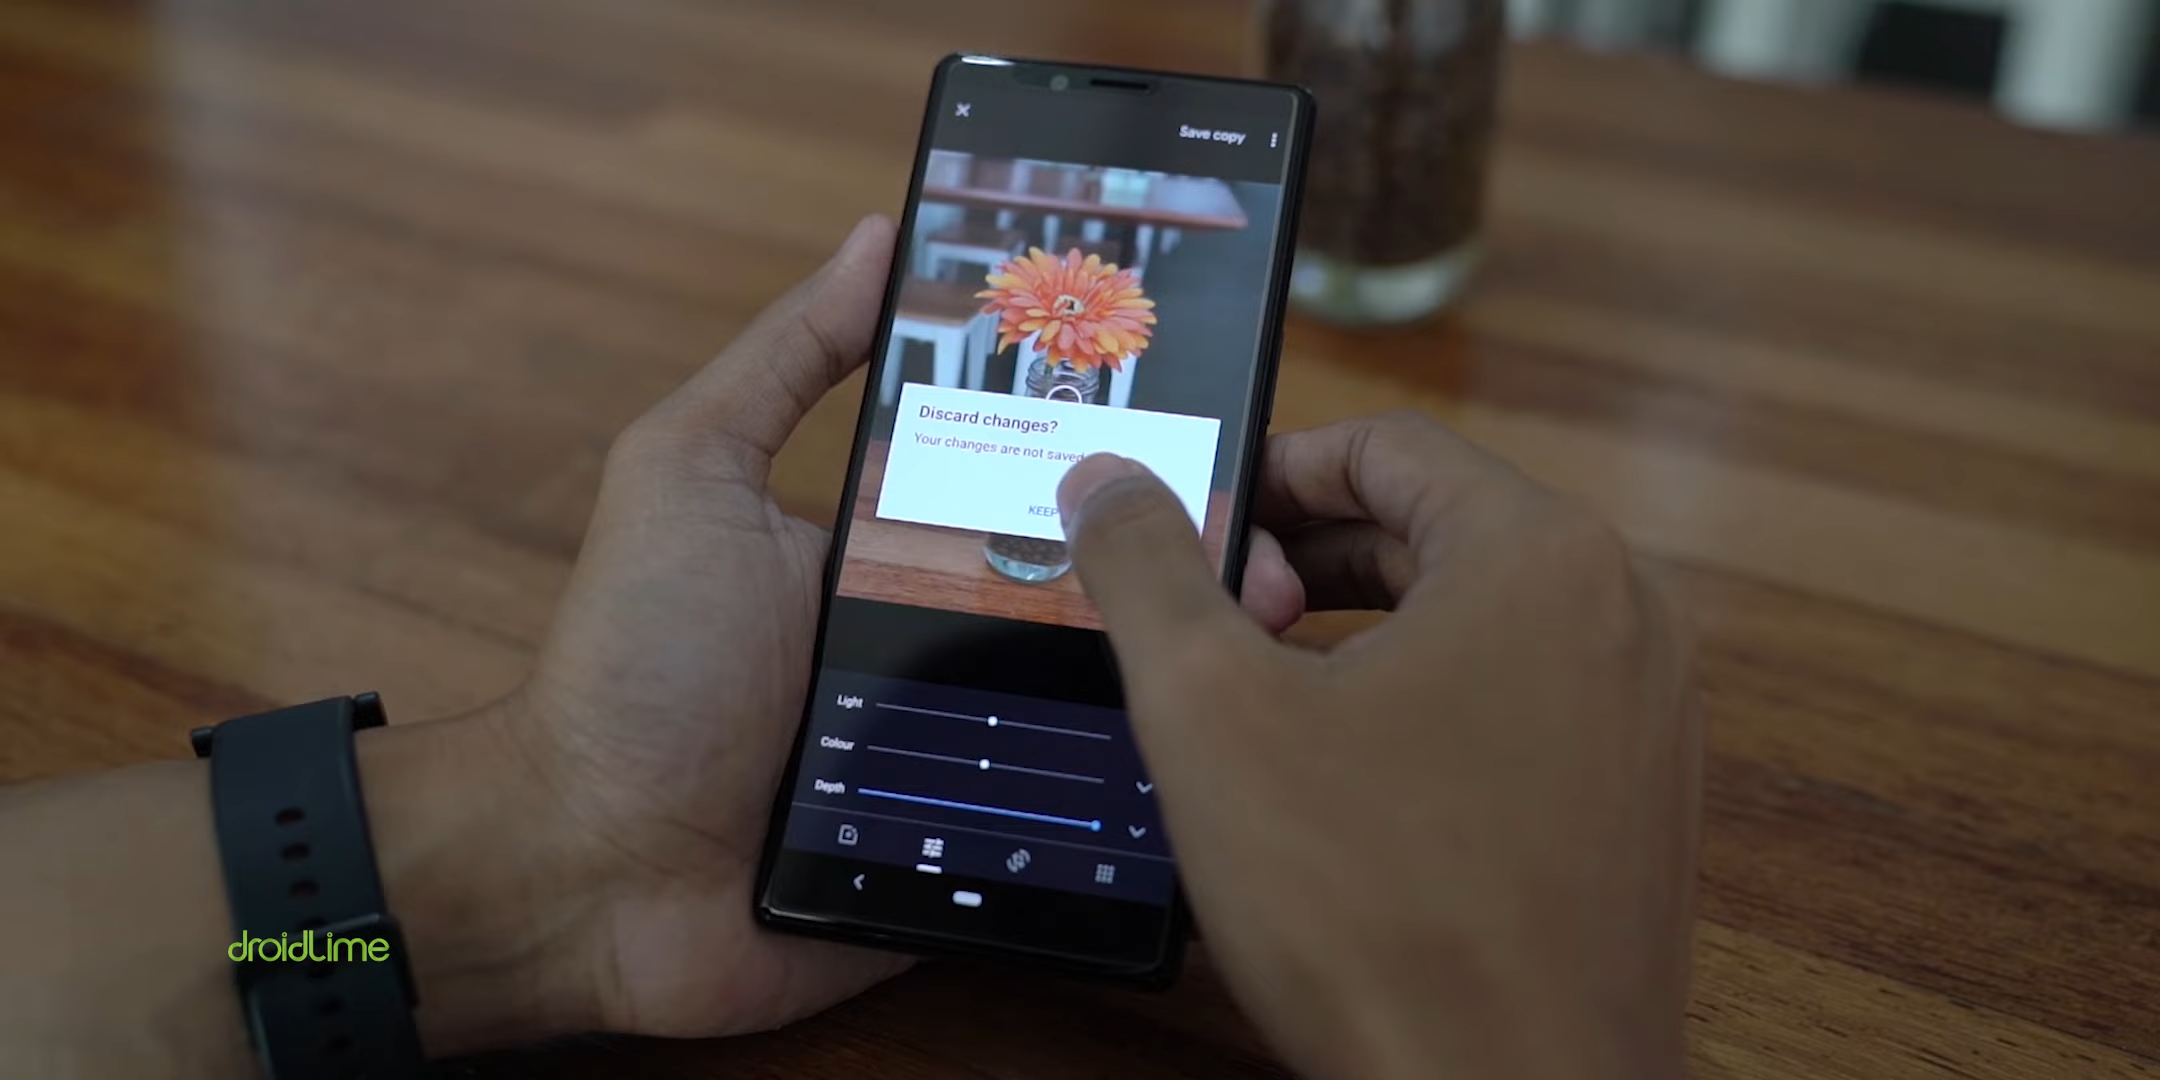 Save copy
Discard changes?
Your changes are not saved
KEEP
Light
Colour
Depth
droidlime